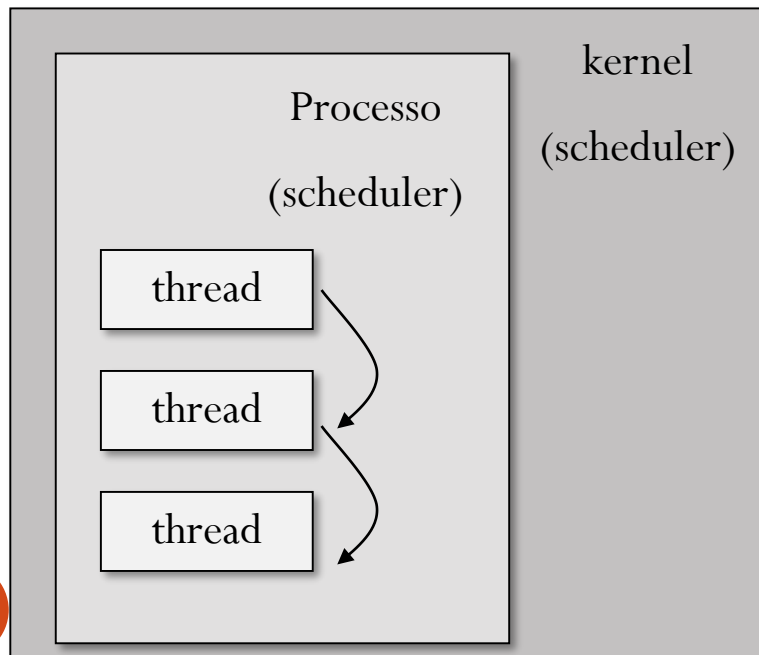 kernel
(scheduler)
Processo
(scheduler)
thread
thread
thread